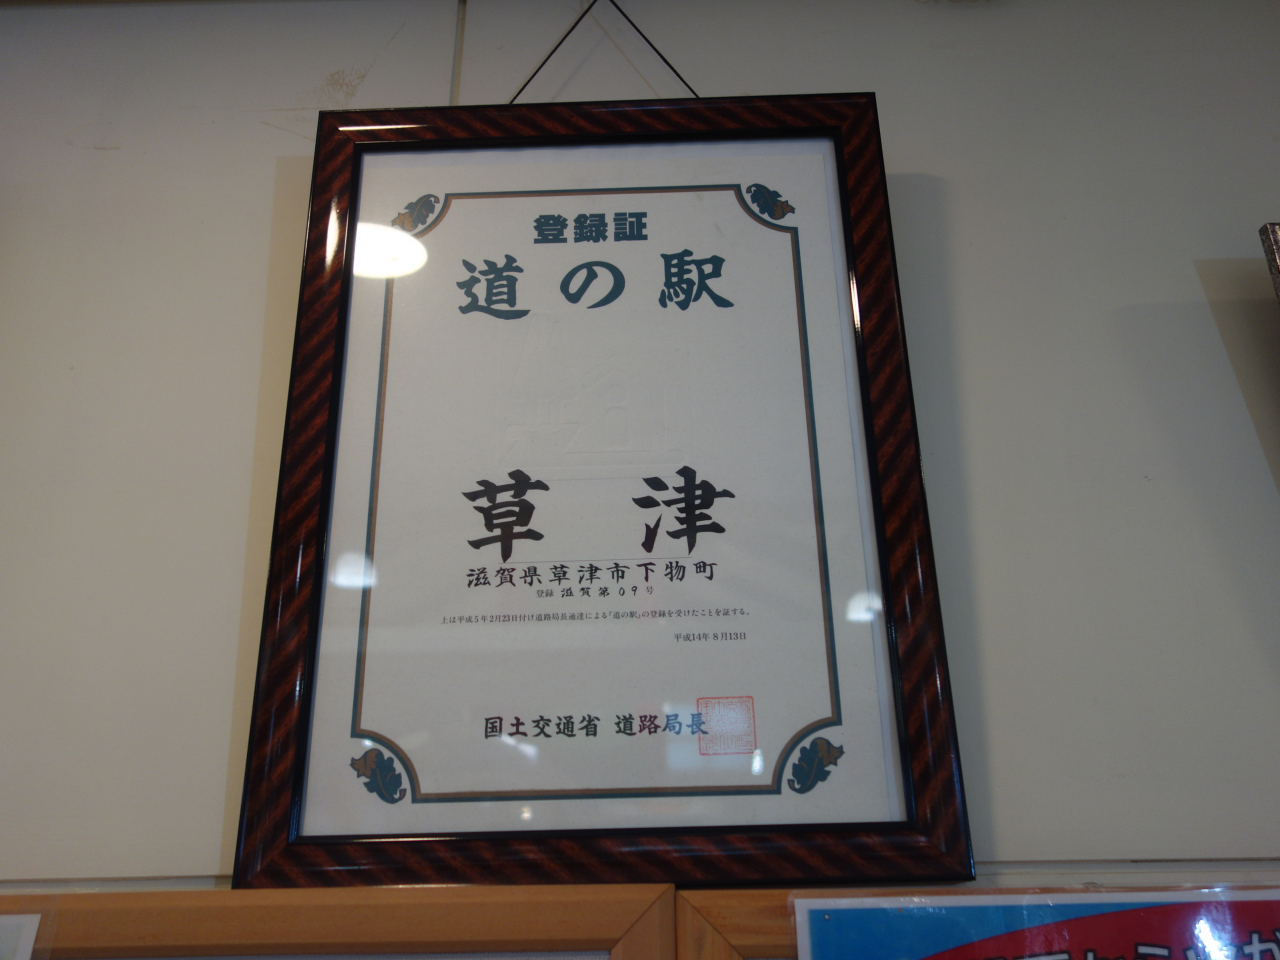 登録証
道の駅
草津
滋賀県草津市下物町
登録 滋賀第09号
上は平成5年2月23日付け道路局長通達による「道の駅」の登録を受けたことを証する。
平成14年8月13日
国土交通省 道路局長